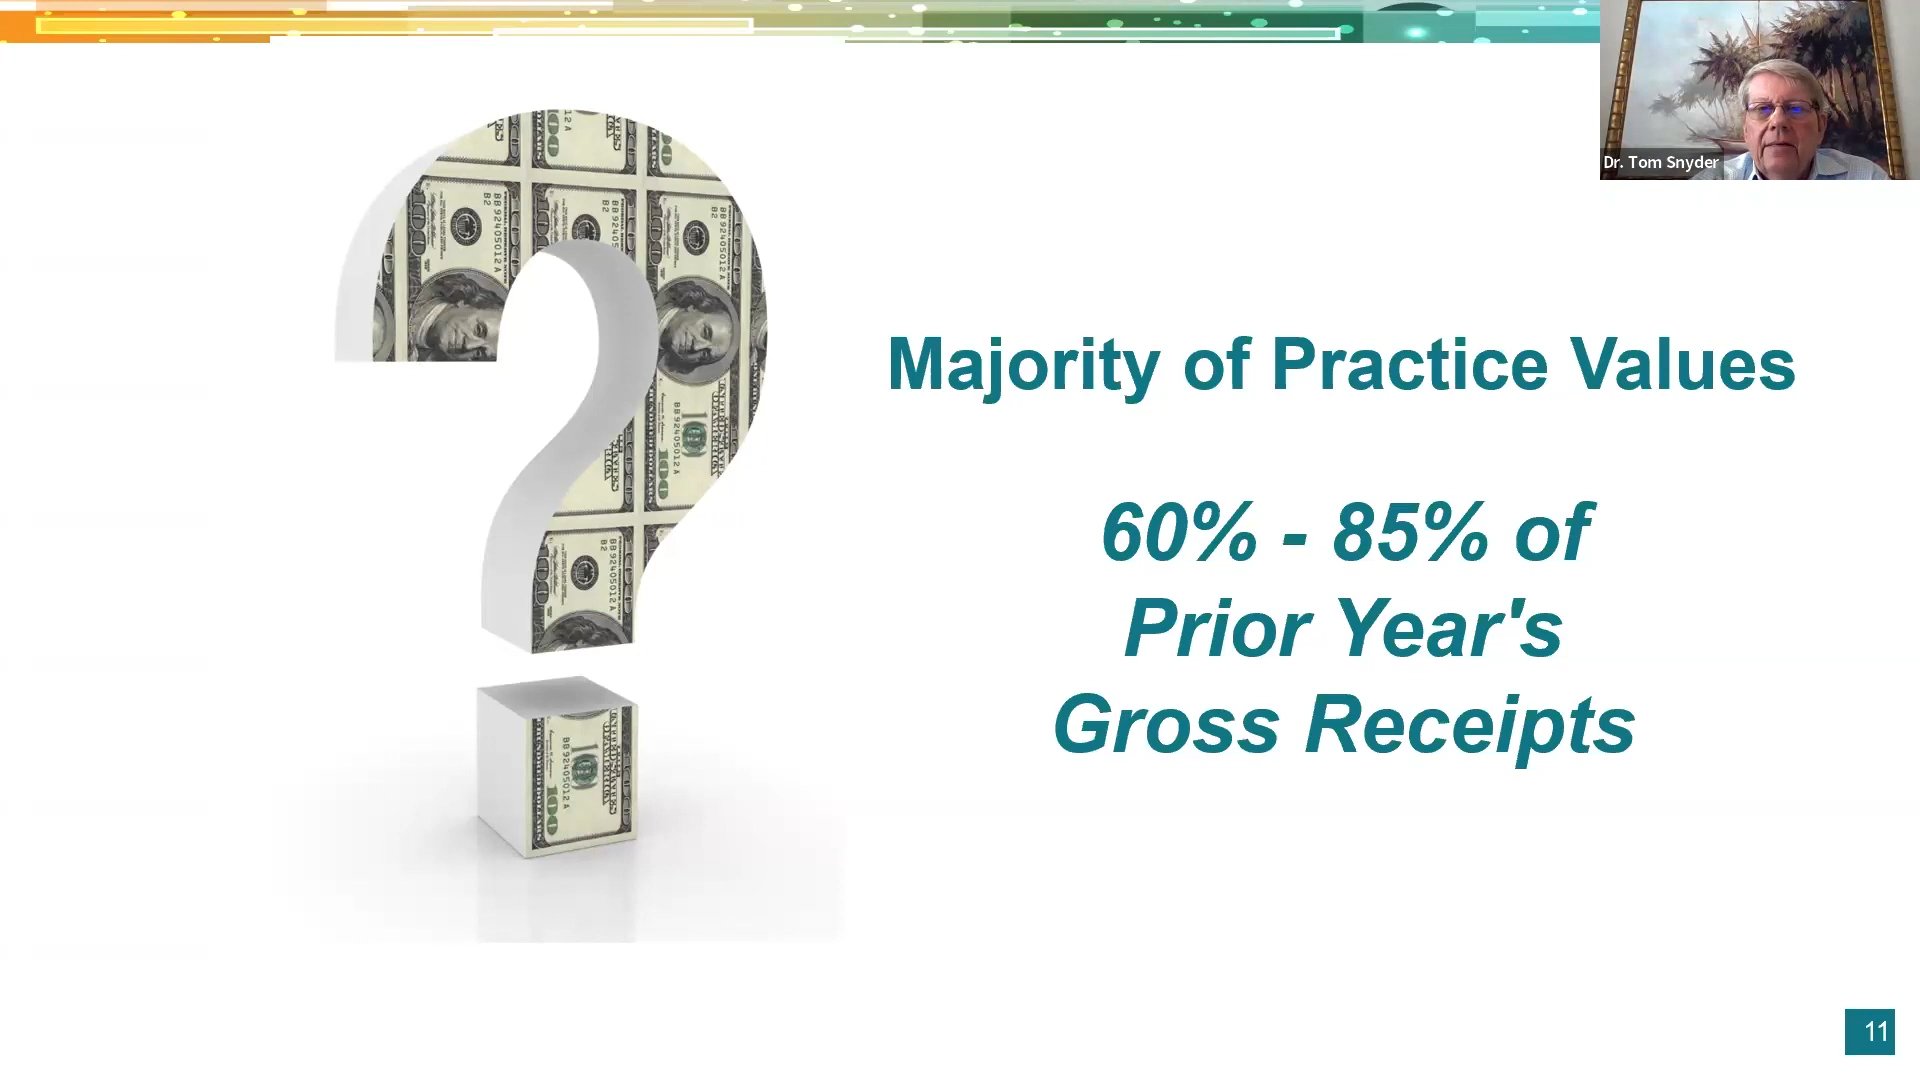 Dr. Tom Snyder
Majority of Practice Values
60% - 85% of
Prior Year's
Gross Receipts
11